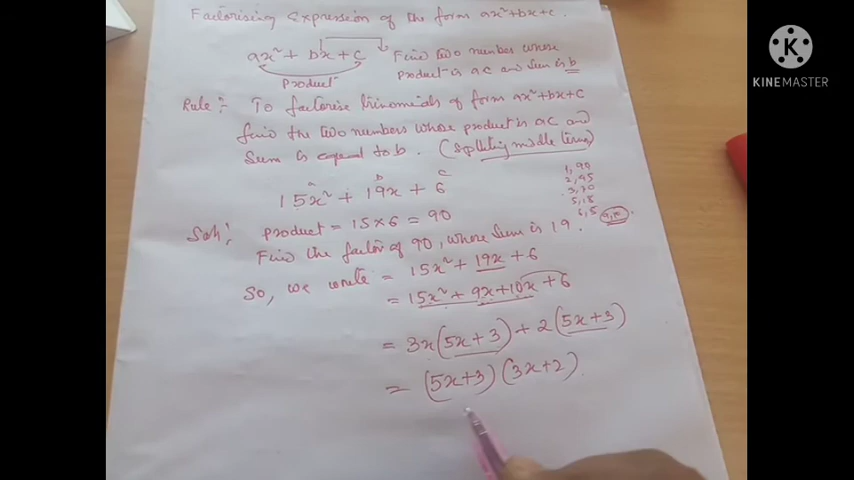 Factorising Expression of the form ax²+bx+c.
ax² + bx + c Find two number whose
Product product is ac and sum is b
Rule:- To factorise trinomials of form ax²+bx+c
find the two numbers whose product is ac and
sum is equal to b. (splitting middle term)
a b c
15x² + 19x + 6
1,90
2,45
3,30
5,18
6,15
9,10
Soln: product = 15×6 = 90
Find the factor of 90, whose sum is 19.
So, we write = 15x² + 19x + 6
= 15x² + 9x+10x + 6
= 3x(5x+3) + 2(5x+3)
= (5x+3) (3x+2)
K
KINEMASTER